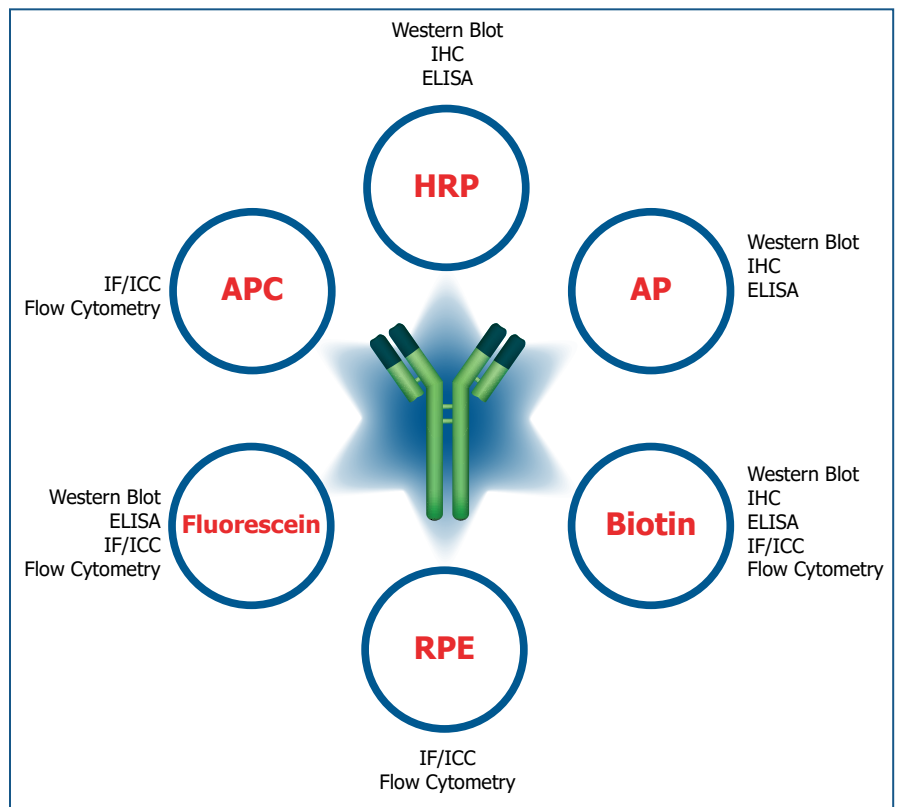 Western Blot
IHC
ELISA
HRP
APC
IF/ICC
Flow Cytometry
AP
Western Blot
IHC
ELISA
Fluorescein
Western Blot
ELISA
IF/ICC
Flow Cytometry
Biotin
Western Blot
IHC
ELISA
IF/ICC
Flow Cytometry
RPE
IF/ICC
Flow Cytometry